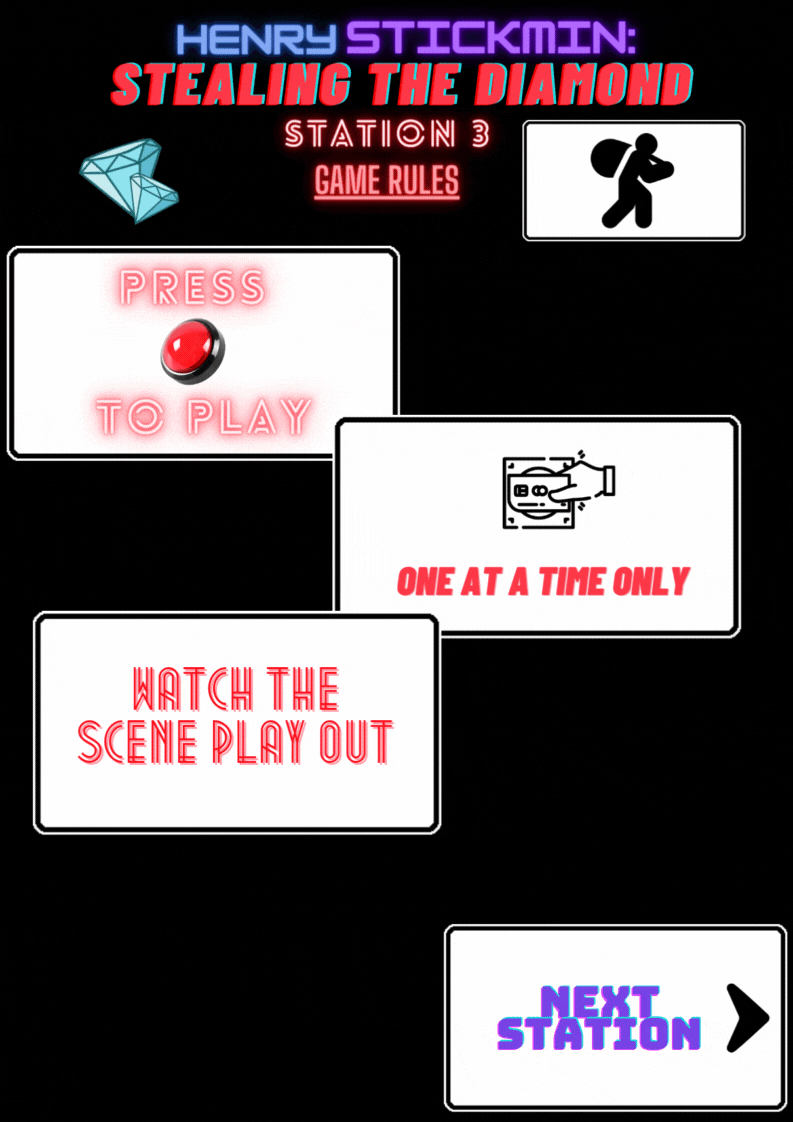 HENRY STICKMIN:
STEALING THE DIAMOND
STATION 3
GAME RULES
PRESS
TO PLAY
ONE AT A TIME ONLY
WATCH THE
SCENE PLAY OUT
NEXT
STATION